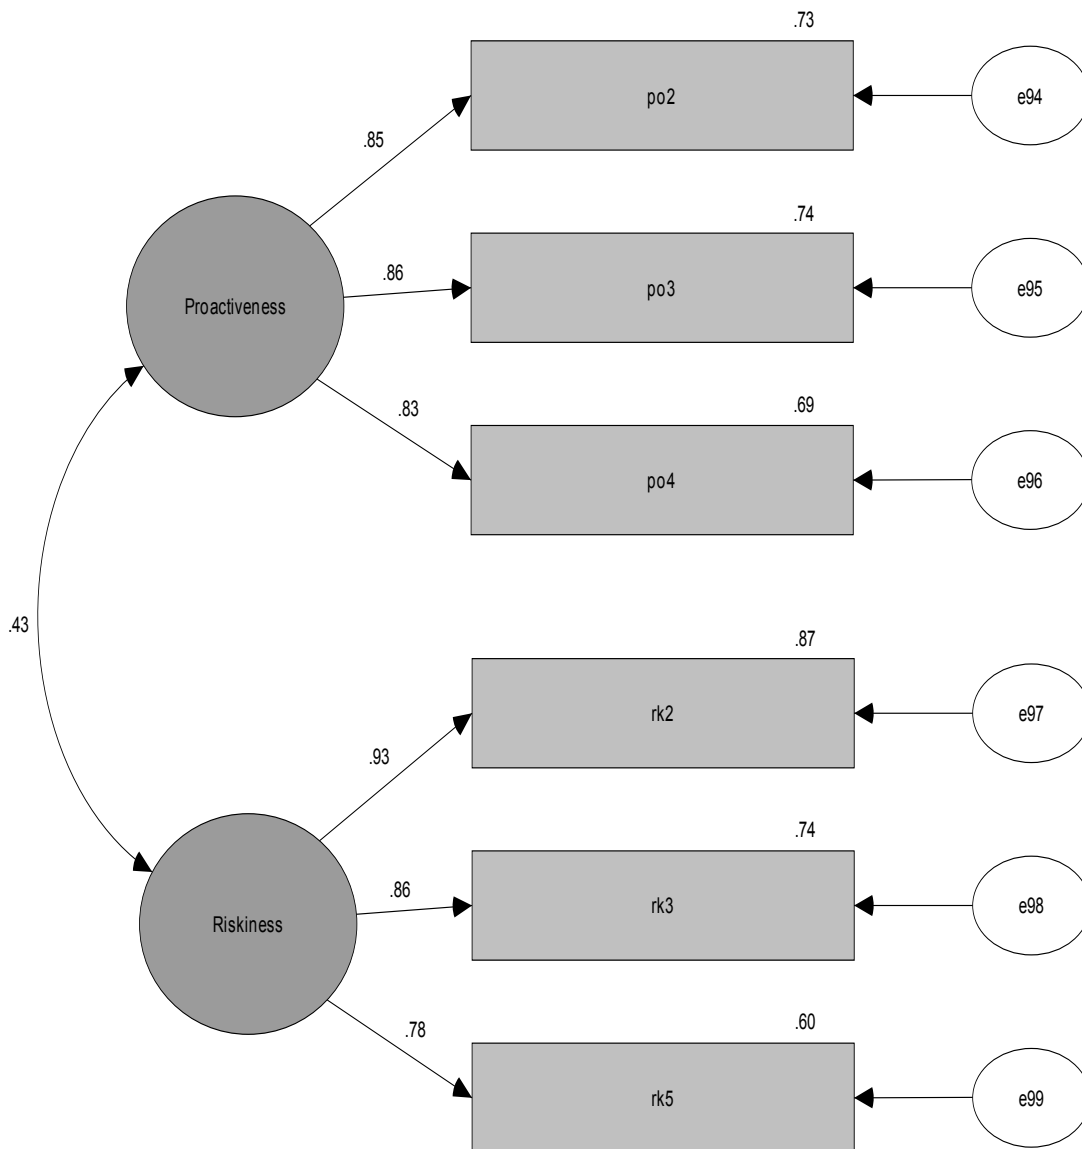 .73
po2
e94
.85
.74
po3
e95
.86
Proactiveness
.69
.83
po4
e96
.43
.87
rk2
e97
.93
.74
rk3
e98
.86
Riskiness
.60
.78
rk5
e99